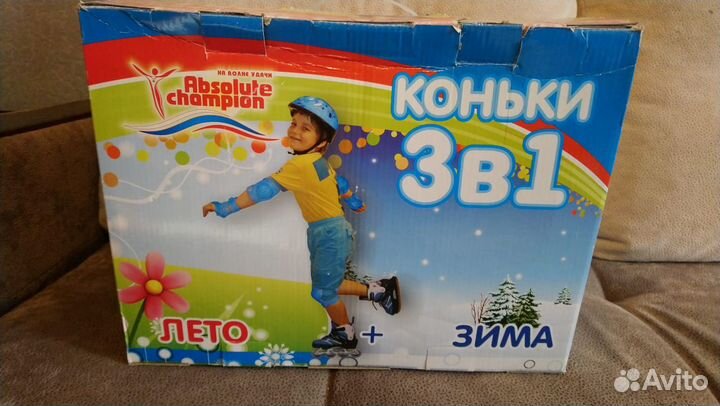 НА ВОЛНЕ УДАЧИ
Absolute
champion
КОНЬКИ
3в1
ЛЕТО + ЗИМА
Avito